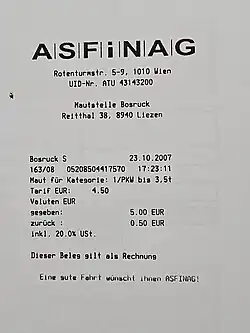 ASFiNAG
Rotenturmstr. 5-9, 1010 Wien
UID-Nr. ATU 43143200
Mautstelle Bosruck
Reitthal 38, 8940 Liezen
Bosruck S 23.10.2007
163/08 05208504417570 17:23:11
Maut für Kategorie: 1/PKW bis 3,5t
Tarif EUR: 4.50
Valuten EUR
gegeben: 5.00 EUR
zurück : 0.50 EUR
inkl. 20.0% USt.
Dieser Beleg gilt als Rechnung
Eine gute Fahrt wünscht ihnen ASFINAG!